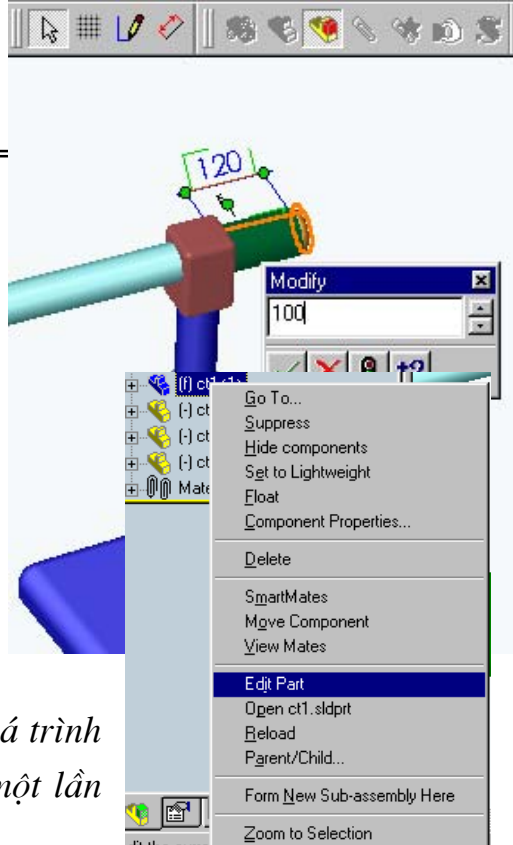 120
Modify
100
(f) ct1<1>
(-) ct
(-) ct
(-) ct
Mate
Go To...
Suppress
Hide components
Set to Lightweight
Float
Component Properties...
Delete
SmartMates
Move Component
View Mates
Edit Part
Open ct1.sldprt
Reload
Parent/Child...
Form New Sub-assembly Here
Zoom to Selection
á trình
một lần